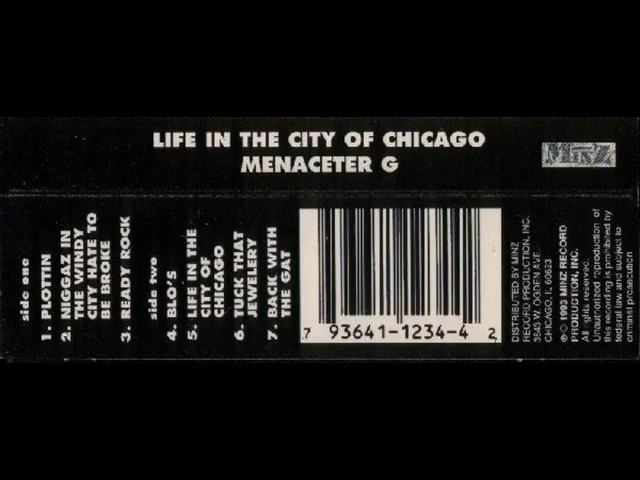 LIFE IN THE CITY OF CHICAGO
MENACETER G
MINZ
side one
1. PLOTTIN
2. NIGGAZ IN
THE WINDY
CITY HATE TO
BE BROKE
3. READY ROCK
side two
4. BLO'S
5. LIFE IN THE
CITY OF
CHICAGO
6. TUCK THAT
JEWELERY
7. BACK WITH
THE GAT
7 93641-1234-4 2
DISTRIBUTED BY MINZ
RECORD PRODUCTION, INC.
3543 W. OGDEN AVE.
CHICAGO, IL 60623
℗ © 1993 MINZ RECORD
PRODUCTION, INC.
All rights reserved.
Unauthorized reproduction of
this recording is prohibited by
federal law and subject to
criminal prosecution